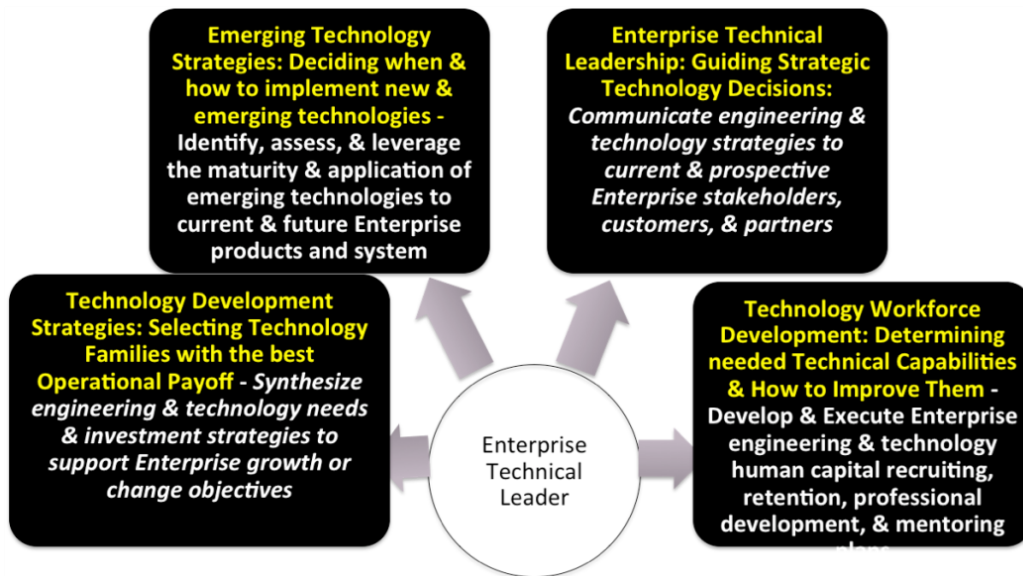 Emerging Technology
Strategies: Deciding when &
how to implement new &
emerging technologies -
Identify, assess, & leverage
the maturity & application of
emerging technologies to
current & future Enterprise
products and system
Enterprise Technical
Leadership: Guiding Strategic
Technology Decisions:
Communicate engineering &
technology strategies to
current & prospective
Enterprise stakeholders,
customers, & partners
Technology Development
Strategies: Selecting Technology
Families with the best
Operational Payoff - Synthesize
engineering & technology needs
& investment strategies to
support Enterprise growth or
change objectives
Technology Workforce
Development: Determining
needed Technical Capabilities
& How to Improve Them -
Develop & Execute Enterprise
engineering & technology
human capital recruiting,
retention, professional
development, & mentoring
plans
Enterprise
Technical
Leader